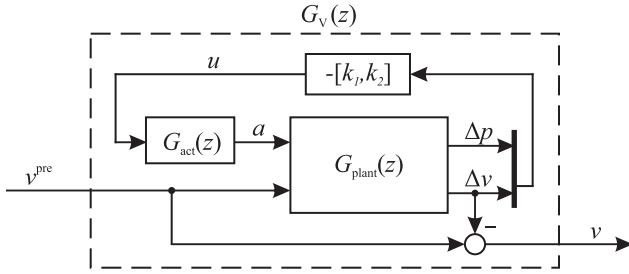 G_V(z)
u
-[k_1,k_2]
G_act(z)
a
G_plant(z)
Δp
Δv
v^pre
−
v